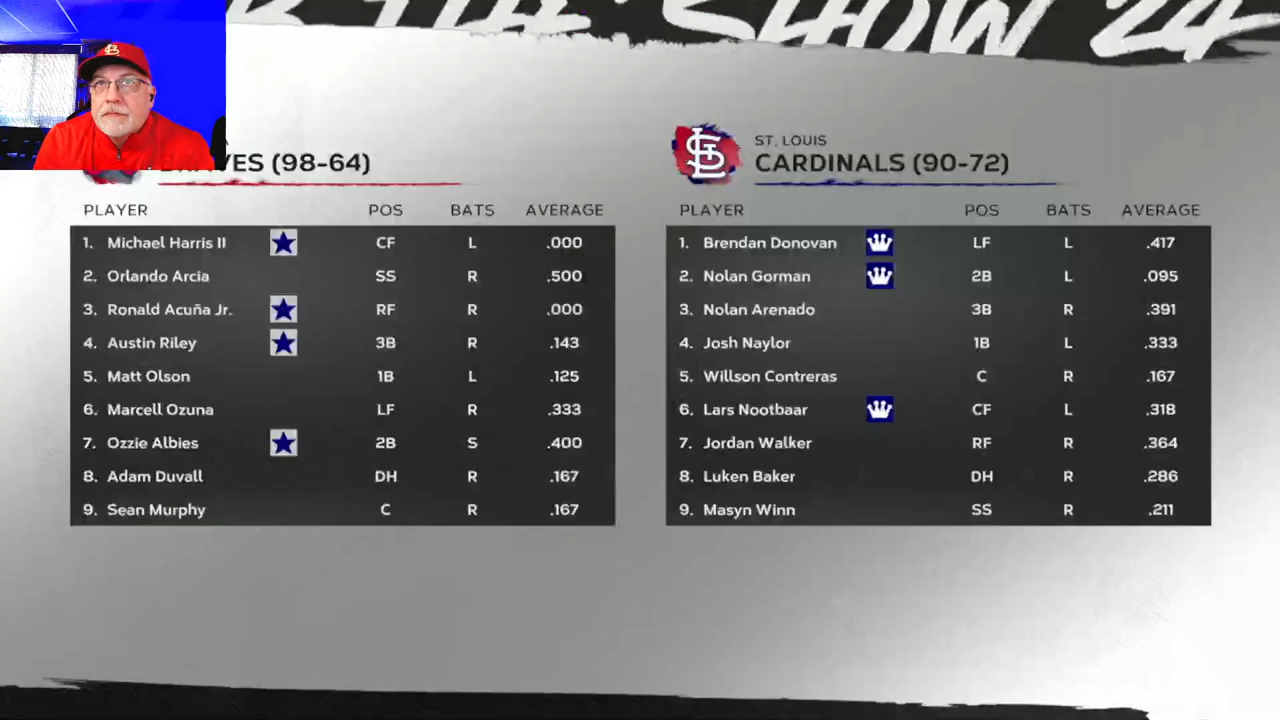 THE SHOW 24
BRAVES (98-64)
PLAYER POS BATS AVERAGE
1. Michael Harris II CF L .000
2. Orlando Arcia SS R .500
3. Ronald Acuña Jr. RF R .000
4. Austin Riley 3B R .143
5. Matt Olson 1B L .125
6. Marcell Ozuna LF R .333
7. Ozzie Albies 2B S .400
8. Adam Duvall DH R .167
9. Sean Murphy C R .167
STL
ST. LOUIS
CARDINALS (90-72)
PLAYER POS BATS AVERAGE
1. Brendan Donovan LF L .417
2. Nolan Gorman 2B L .095
3. Nolan Arenado 3B R .391
4. Josh Naylor 1B L .333
5. Willson Contreras C R .167
6. Lars Nootbaar CF L .318
7. Jordan Walker RF R .364
8. Luken Baker DH R .286
9. Masyn Winn SS R .211